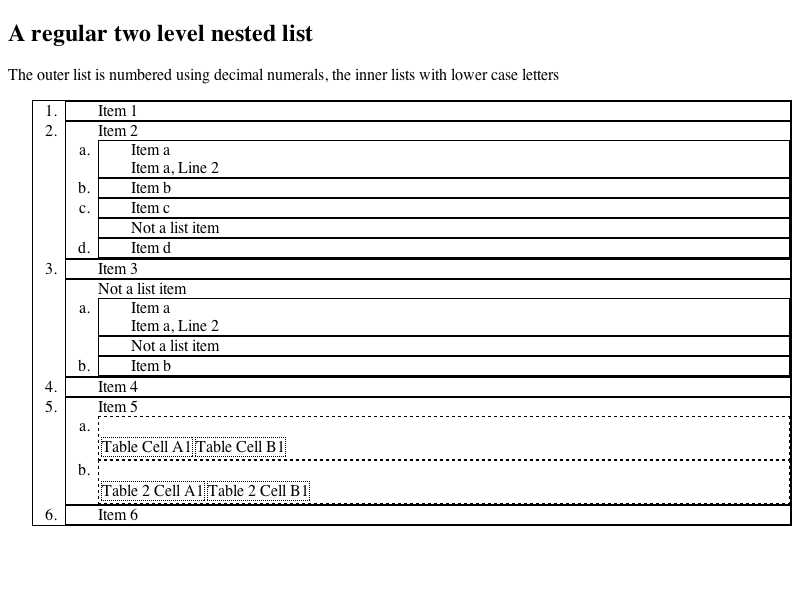 A regular two level nested list
The outer list is numbered using decimal numerals, the inner lists with lower case letters
1. Item 1
2. Item 2
a. Item a
Item a, Line 2
b. Item b
c. Item c
Not a list item
d. Item d
3. Item 3
Not a list item
a. Item a
Item a, Line 2
Not a list item
b. Item b
4. Item 4
5. Item 5
a.
Table Cell A1 Table Cell B1
b.
Table 2 Cell A1 Table 2 Cell B1
6. Item 6